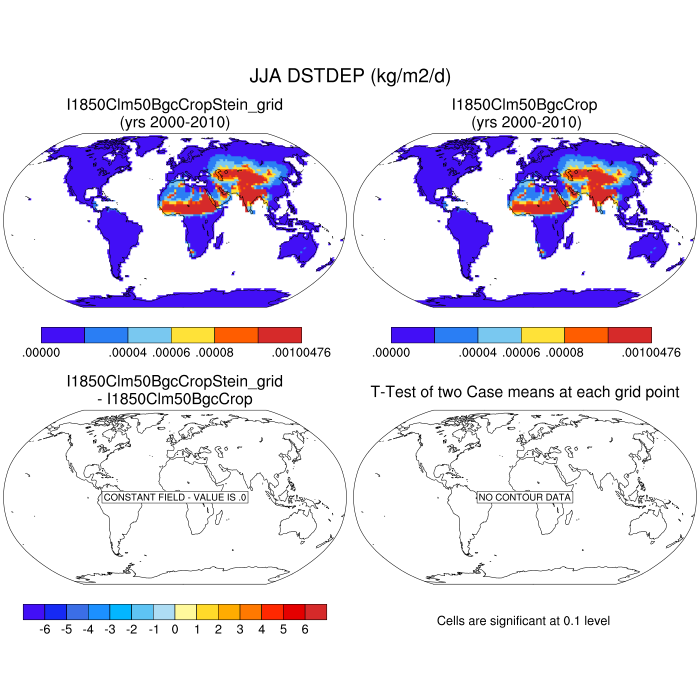 JJA DSTDEP (kg/m2/d)
I1850Clm50BgcCropStein_grid
(yrs 2000-2010)
I1850Clm50BgcCrop
(yrs 2000-2010)
.00000 .00004 .00006 .00008 .00100476
.00000 .00004 .00006 .00008 .00100476
I1850Clm50BgcCropStein_grid
- I1850Clm50BgcCrop
T-Test of two Case means at each grid point
CONSTANT FIELD - VALUE IS .0
NO CONTOUR DATA
-6 -5 -4 -3 -2 -1 0 1 2 3 4 5 6
Cells are significant at 0.1 level